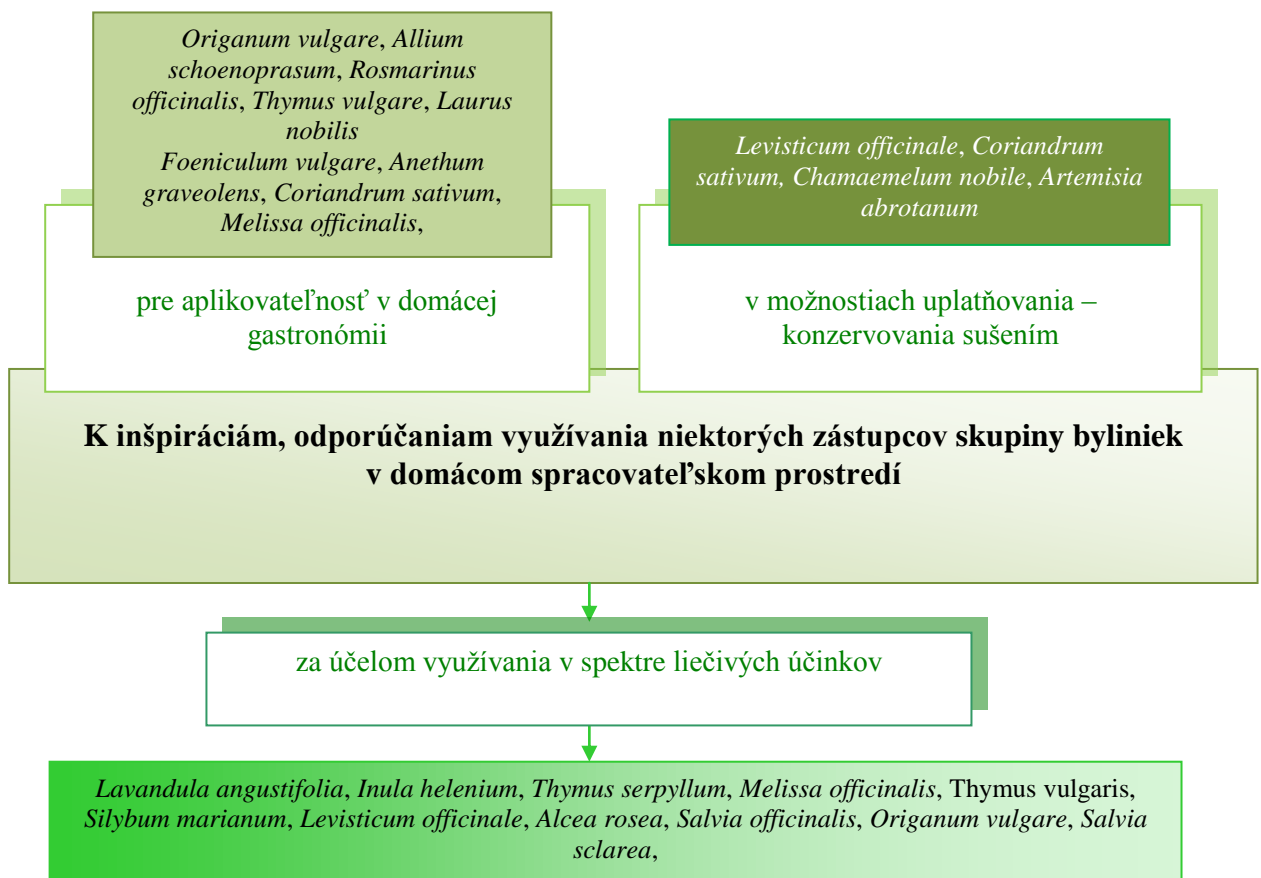 Origanum vulgare, Allium
schoenoprasum, Rosmarinus
officinalis, Thymus vulgare, Laurus
nobilis
Foeniculum vulgare, Anethum
graveolens, Coriandrum sativum,
Melissa officinalis,
pre aplikovateľnosť v domácej
gastronómii
Levisticum officinale, Coriandrum
sativum, Chamaemelum nobile, Artemisia
abrotanum
v možnostiach uplatňovania –
konzervovania sušením
K inšpiráciám, odporúčaniam využívania niektorých zástupcov skupiny byliniek
v domácom spracovateľskom prostredí
za účelom využívania v spektre liečivých účinkov
Lavandula angustifolia, Inula helenium, Thymus serpyllum, Melissa officinalis, Thymus vulgaris,
Silybum marianum, Levisticum officinale, Alcea rosea, Salvia officinalis, Origanum vulgare, Salvia
sclarea,